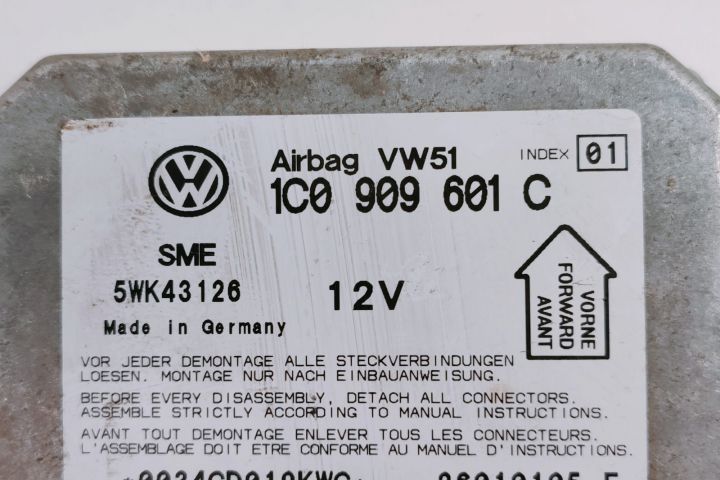 Airbag VW51 INDEX 01
1C0 909 601 C
SME
5WK43126 12V
Made in Germany
VORNE
FORWARD
AVANT
VOR JEDER DEMONTAGE ALLE STECKVERBINDUNGEN
LOESEN. MONTAGE NUR NACH EINBAUANWEISUNG.
BEFORE EVERY DISASSEMBLY, DETACH ALL CONNECTORS.
ASSEMBLE STRICTLY ACCORDING TO MANUAL INSTRUCTIONS.
AVANT TOUT DEMONTAGE ENLEVER TOUS LES CONNECTEURS.
L'ASSEMBLAGE DOIT ETRE CONFORME AU MANUEL D'INSTRUCTIONS.